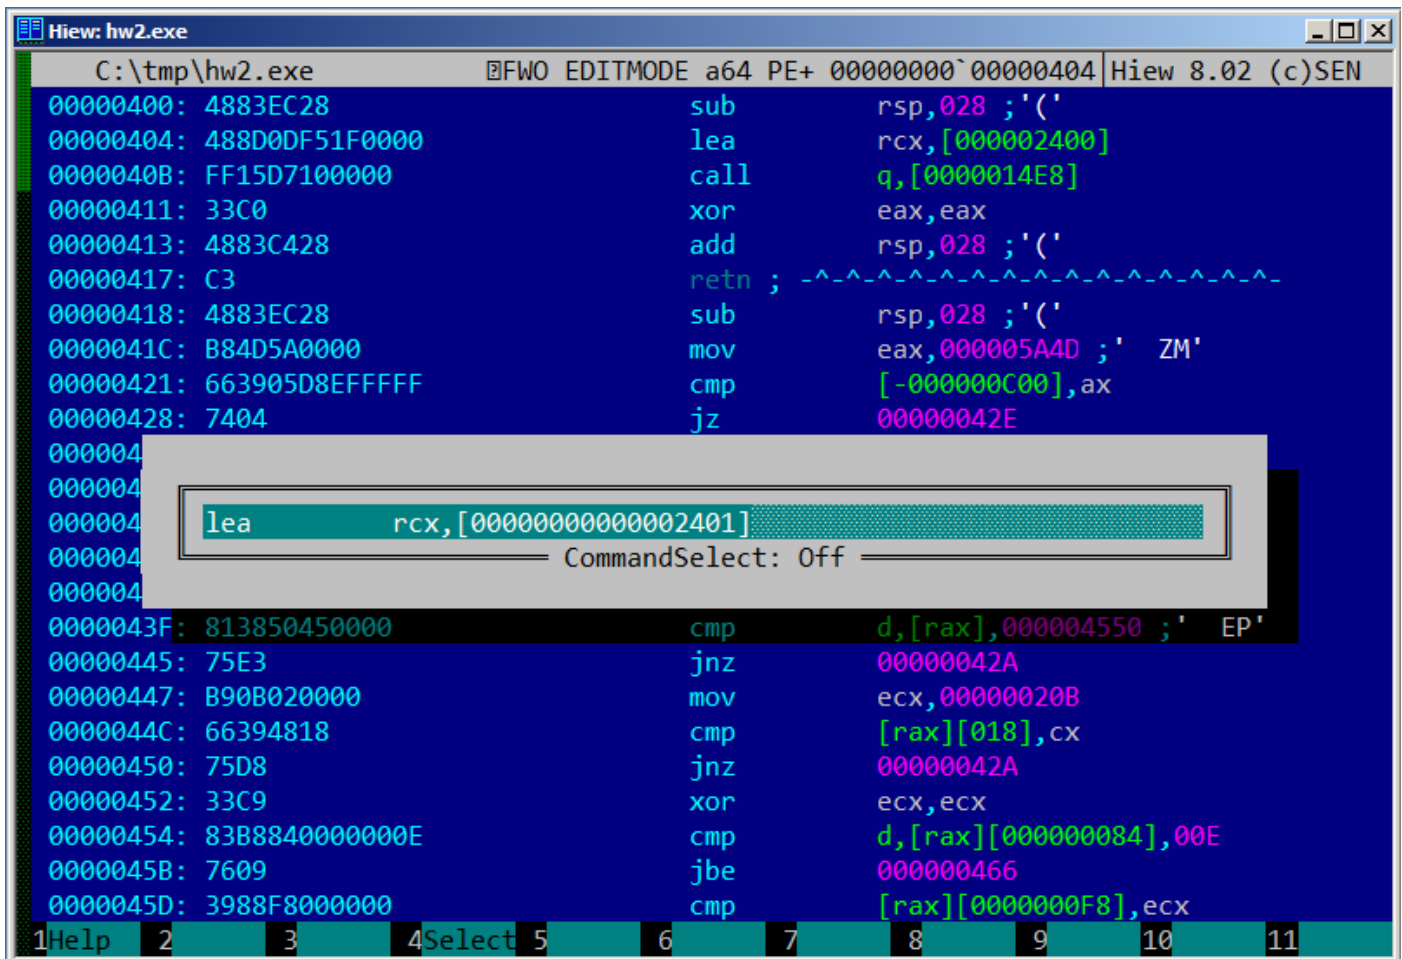 Hiew: hw2.exe
C:\tmp\hw2.exe FWO EDITMODE a64 PE+ 00000000`00000404|Hiew 8.02 (c)SEN
00000400: 4883EC28 sub rsp,028 ;'('
00000404: 488D0DF51F0000 lea rcx,[000002400]
0000040B: FF15D7100000 call q,[0000014E8]
00000411: 33C0 xor eax,eax
00000413: 4883C428 add rsp,028 ;'('
00000417: C3 retn ; -^-^-^-^-^-^-^-^-^-^-^-^-^-^-^-
00000418: 4883EC28 sub rsp,028 ;'('
0000041C: B84D5A0000 mov eax,000005A4D ;'  ZM'
00000421: 663905D8EFFFFF cmp [-000000C00],ax
00000428: 7404 jz 00000042E
000004
000004
000004 lea rcx,[00000000000002401]
000004 CommandSelect: Off
000004
0000043F: 813850450000 cmp d,[rax],000004550 ;'  EP'
00000445: 75E3 jnz 00000042A
00000447: B90B020000 mov ecx,00000020B
0000044C: 66394818 cmp [rax][018],cx
00000450: 75D8 jnz 00000042A
00000452: 33C9 xor ecx,ecx
00000454: 83B8840000000E cmp d,[rax][000000084],00E
0000045B: 7609 jbe 000000466
0000045D: 3988F8000000 cmp [rax][0000000F8],ecx
1Help 2 3 4Select 5 6 7 8 9 10 11